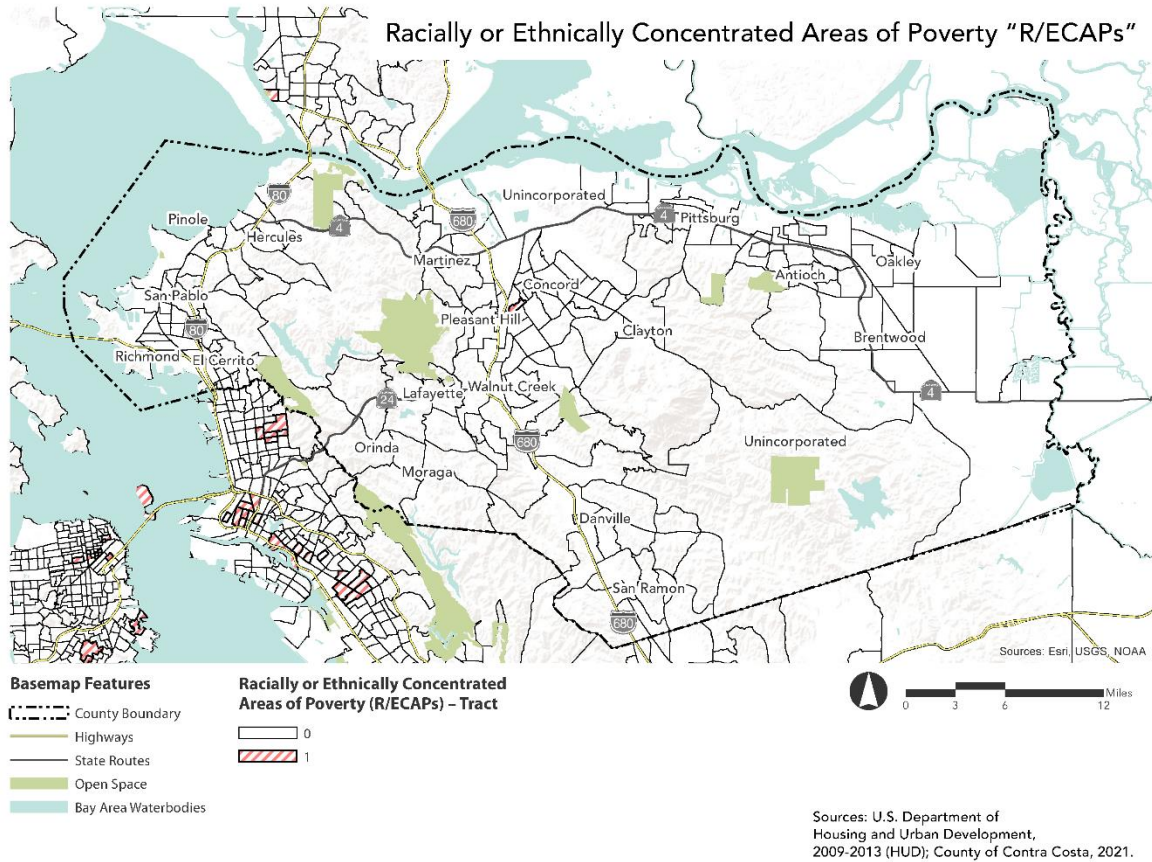 Racially or Ethnically Concentrated Areas of Poverty “R/ECAPs”
80
Unincorporated
Pinole
680
4
Pittsburg
Hercules
4
Martinez
Oakley
Antioch
San Pablo
Concord
80
Pleasant Hill
Clayton
Brentwood
Richmond
El Cerrito
Lafayette
Walnut Creek
24
4
Orinda
680
Unincorporated
Moraga
Danville
San Ramon
680
Sources: Esri, USGS, NOAA
Basemap Features
County Boundary
Highways
State Routes
Open Space
Bay Area Waterbodies
Racially or Ethnically Concentrated
Areas of Poverty (R/ECAPs) – Tract
0
1
Miles
0 3 6 12
Sources: U.S. Department of
Housing and Urban Development,
2009-2013 (HUD); County of Contra Costa, 2021.